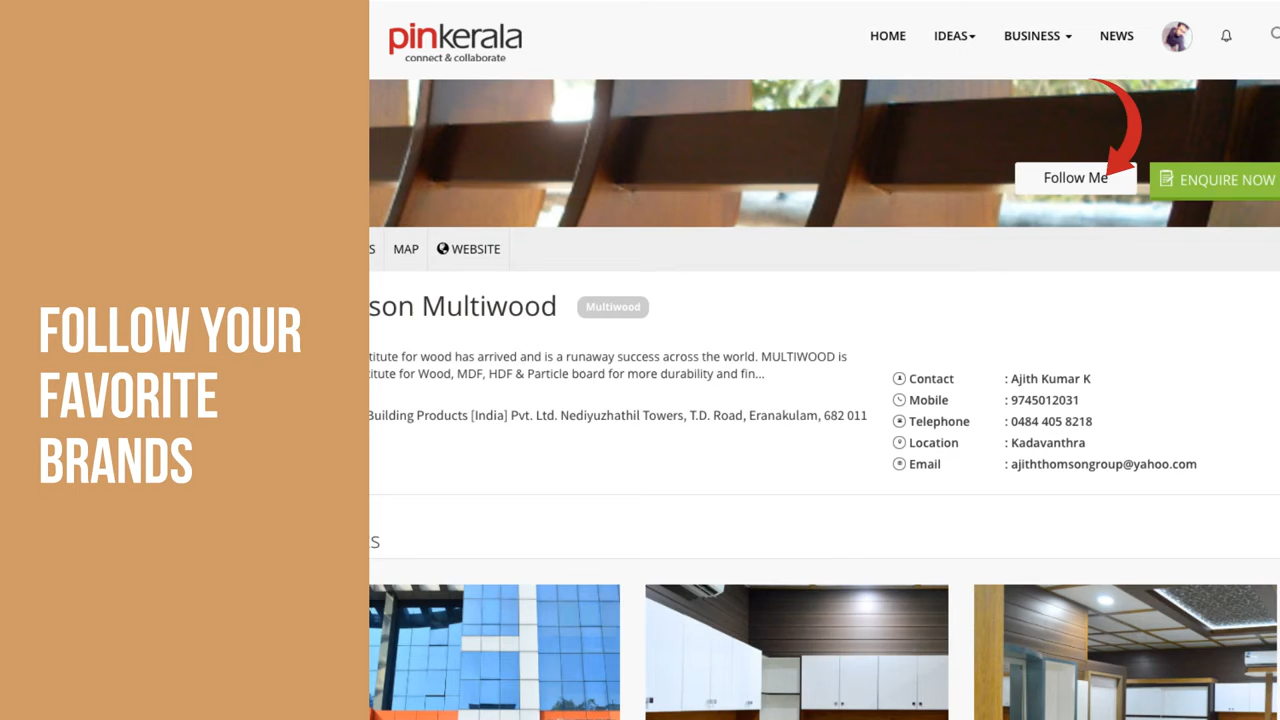 FOLLOW YOUR
FAVORITE
BRANDS
pinkerala
connect & collaborate
HOME IDEAS BUSINESS NEWS
Follow Me
ENQUIRE NOW
S MAP WEBSITE
son Multiwood Multiwood
titute for wood has arrived and is a runaway success across the world. MULTIWOOD is
itute for Wood, MDF, HDF & Particle board for more durability and fin...
Building Products [India] Pvt. Ltd. Nediyuzhathil Towers, T.D. Road, Eranakulam, 682 011
Contact : Ajith Kumar K
Mobile : 9745012031
Telephone : 0484 405 8218
Location : Kadavanthra
Email : ajiththomsongroup@yahoo.com
S